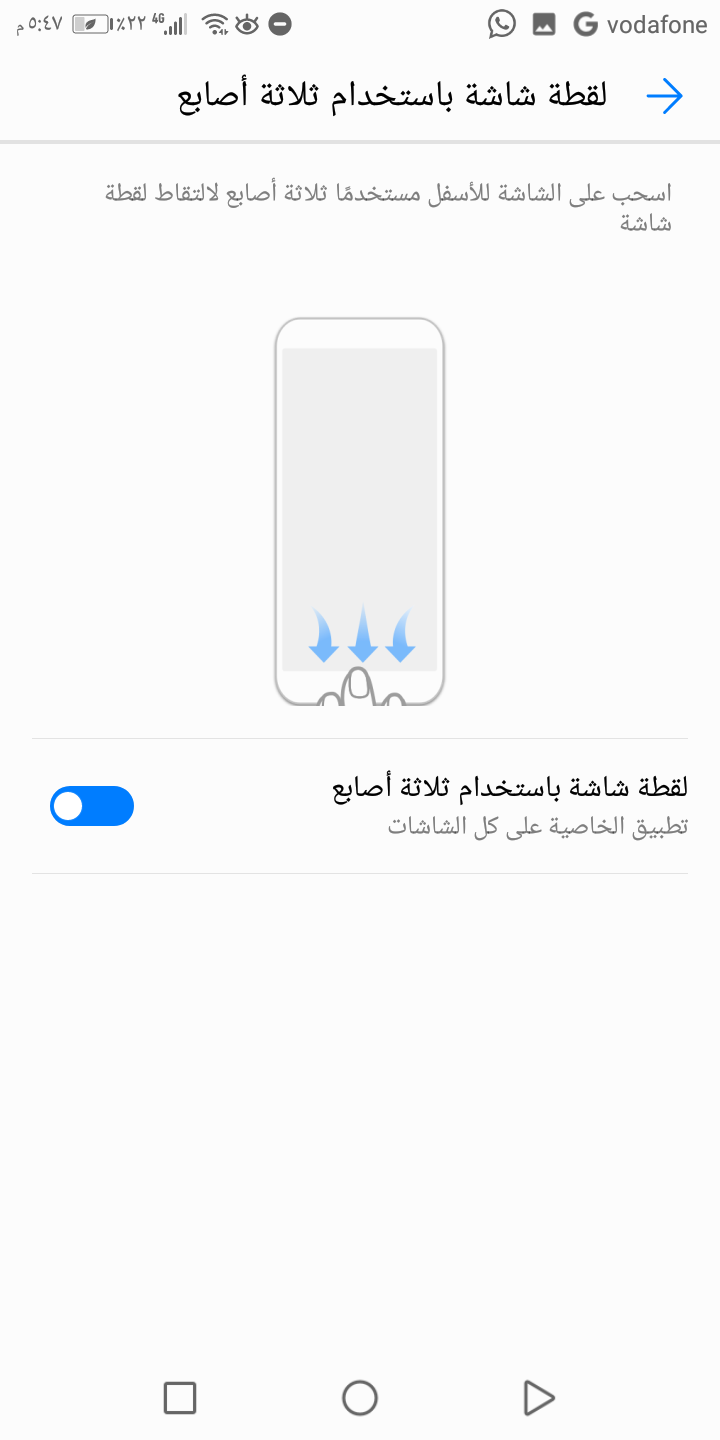 م ٥:٤٧ ٪٢٢ 4G vodafone
لقطة شاشة باستخدام ثلاثة أصابع
اسحب على الشاشة للأسفل مستخدمًا ثلاثة أصابع لالتقاط لقطة
شاشة
لقطة شاشة باستخدام ثلاثة أصابع
تطبيق الخاصية على كل الشاشات